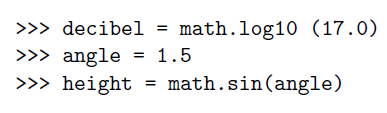 >>> decibel = math.log10 (17.0)
>>> angle = 1.5
>>> height = math.sin(angle)